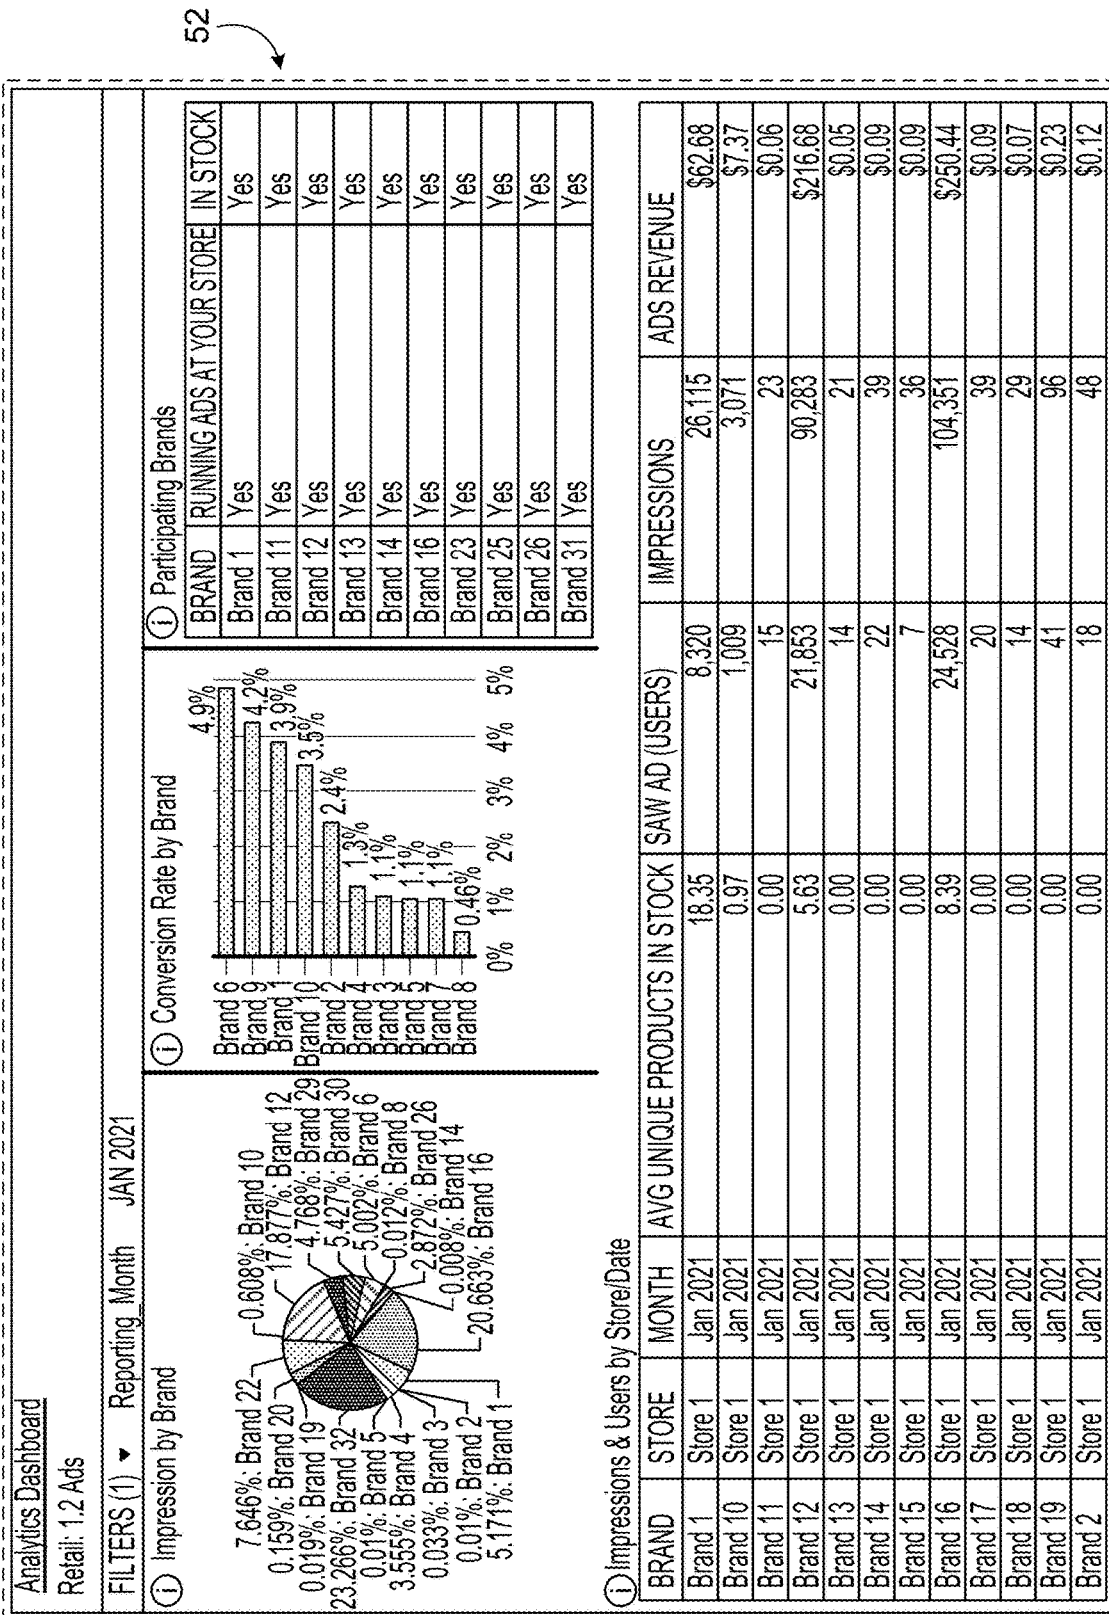 52
Analytics Dashboard
Retail: 1.2 Ads
FILTERS (1) ▼ Reporting_Month JAN 2021
i Impression by Brand
7.646%: Brand 22
0.159%: Brand 20
0.019%: Brand 19
23.266%: Brand 32
0.01%: Brand 5
3.555%: Brand 4
0.033%: Brand 3
0.01%: Brand 2
5.171%: Brand 1
0.608%: Brand 10
17.877%: Brand 12
4.768%: Brand 29
5.427%: Brand 30
5.002%: Brand 6
0.012%: Brand 8
2.872%: Brand 26
0.008%: Brand 14
20.663%: Brand 16
i Conversion Rate by Brand
Brand 6 4.9%
Brand 9 4.2%
Brand 1 3.9%
Brand 10 3.5%
Brand 2 2.4%
Brand 4 1.3%
Brand 3 1.1%
Brand 5 1.1%
Brand 7 1.1%
Brand 8 0.46%
0% 1% 2% 3% 4% 5%
i Participating Brands
BRAND RUNNING ADS AT YOUR STORE IN STOCK
Brand 1 Yes Yes
Brand 11 Yes Yes
Brand 12 Yes Yes
Brand 13 Yes Yes
Brand 14 Yes Yes
Brand 16 Yes Yes
Brand 23 Yes Yes
Brand 25 Yes Yes
Brand 26 Yes Yes
Brand 31 Yes Yes
i Impressions & Users by Store/Date
BRAND STORE MONTH AVG UNIQUE PRODUCTS IN STOCK SAW AD (USERS) IMPRESSIONS ADS REVENUE
Brand 1 Store 1 Jan 2021 18.35 8,320 26,115 $62.68
Brand 10 Store 1 Jan 2021 0.97 1,009 3,071 $7.37
Brand 11 Store 1 Jan 2021 0.00 15 23 $0.06
Brand 12 Store 1 Jan 2021 5.63 21,853 90,283 $216.68
Brand 13 Store 1 Jan 2021 0.00 14 21 $0.05
Brand 14 Store 1 Jan 2021 0.00 22 39 $0.09
Brand 15 Store 1 Jan 2021 0.00 7 36 $0.09
Brand 16 Store 1 Jan 2021 8.39 24,528 104,351 $250.44
Brand 17 Store 1 Jan 2021 0.00 20 39 $0.09
Brand 18 Store 1 Jan 2021 0.00 14 29 $0.07
Brand 19 Store 1 Jan 2021 0.00 41 96 $0.23
Brand 2 Store 1 Jan 2021 0.00 18 48 $0.12